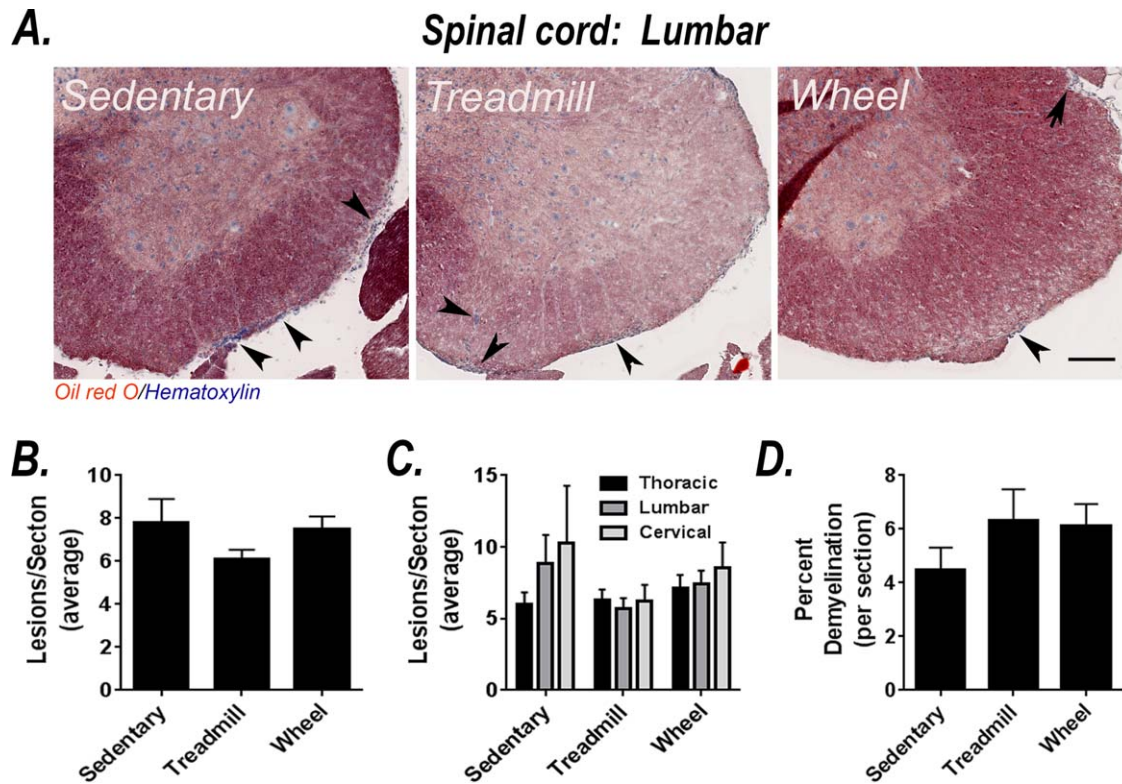 A.
Spinal cord: Lumbar
Sedentary
Treadmill
Wheel
Oil red O/Hematoxylin
B.
Lesions/Secton
(average)
10
8
6
4
2
0
Sedentary
Treadmill
Wheel
C.
Lesions/Secton
(average)
15
10
5
0
Thoracic
Lumbar
Cervical
Sedentary
Treadmill
Wheel
D.
Percent
Demyelination
(per section)
8
6
4
2
0
Sedentary
Treadmill
Wheel